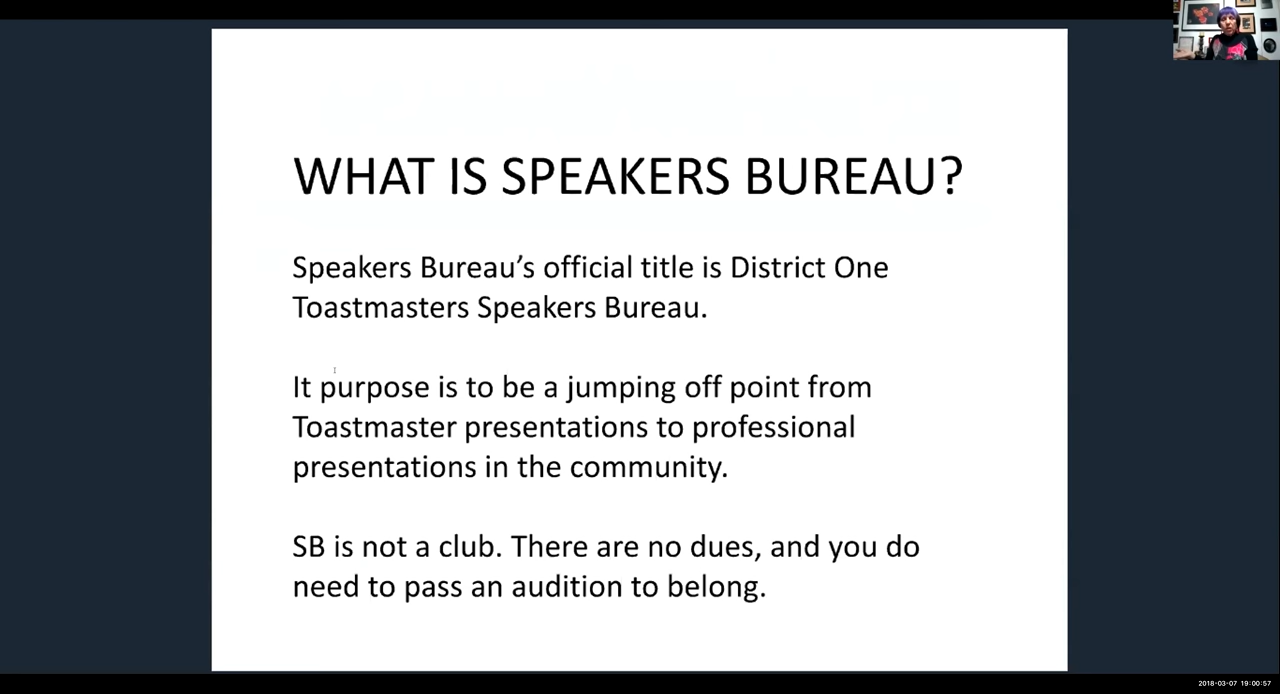 WHAT IS SPEAKERS BUREAU?
Speakers Bureau’s official title is District One
Toastmasters Speakers Bureau.
It purpose is to be a jumping off point from
Toastmaster presentations to professional
presentations in the community.
SB is not a club. There are no dues, and you do
need to pass an audition to belong.
2018-03-07 19:00:57